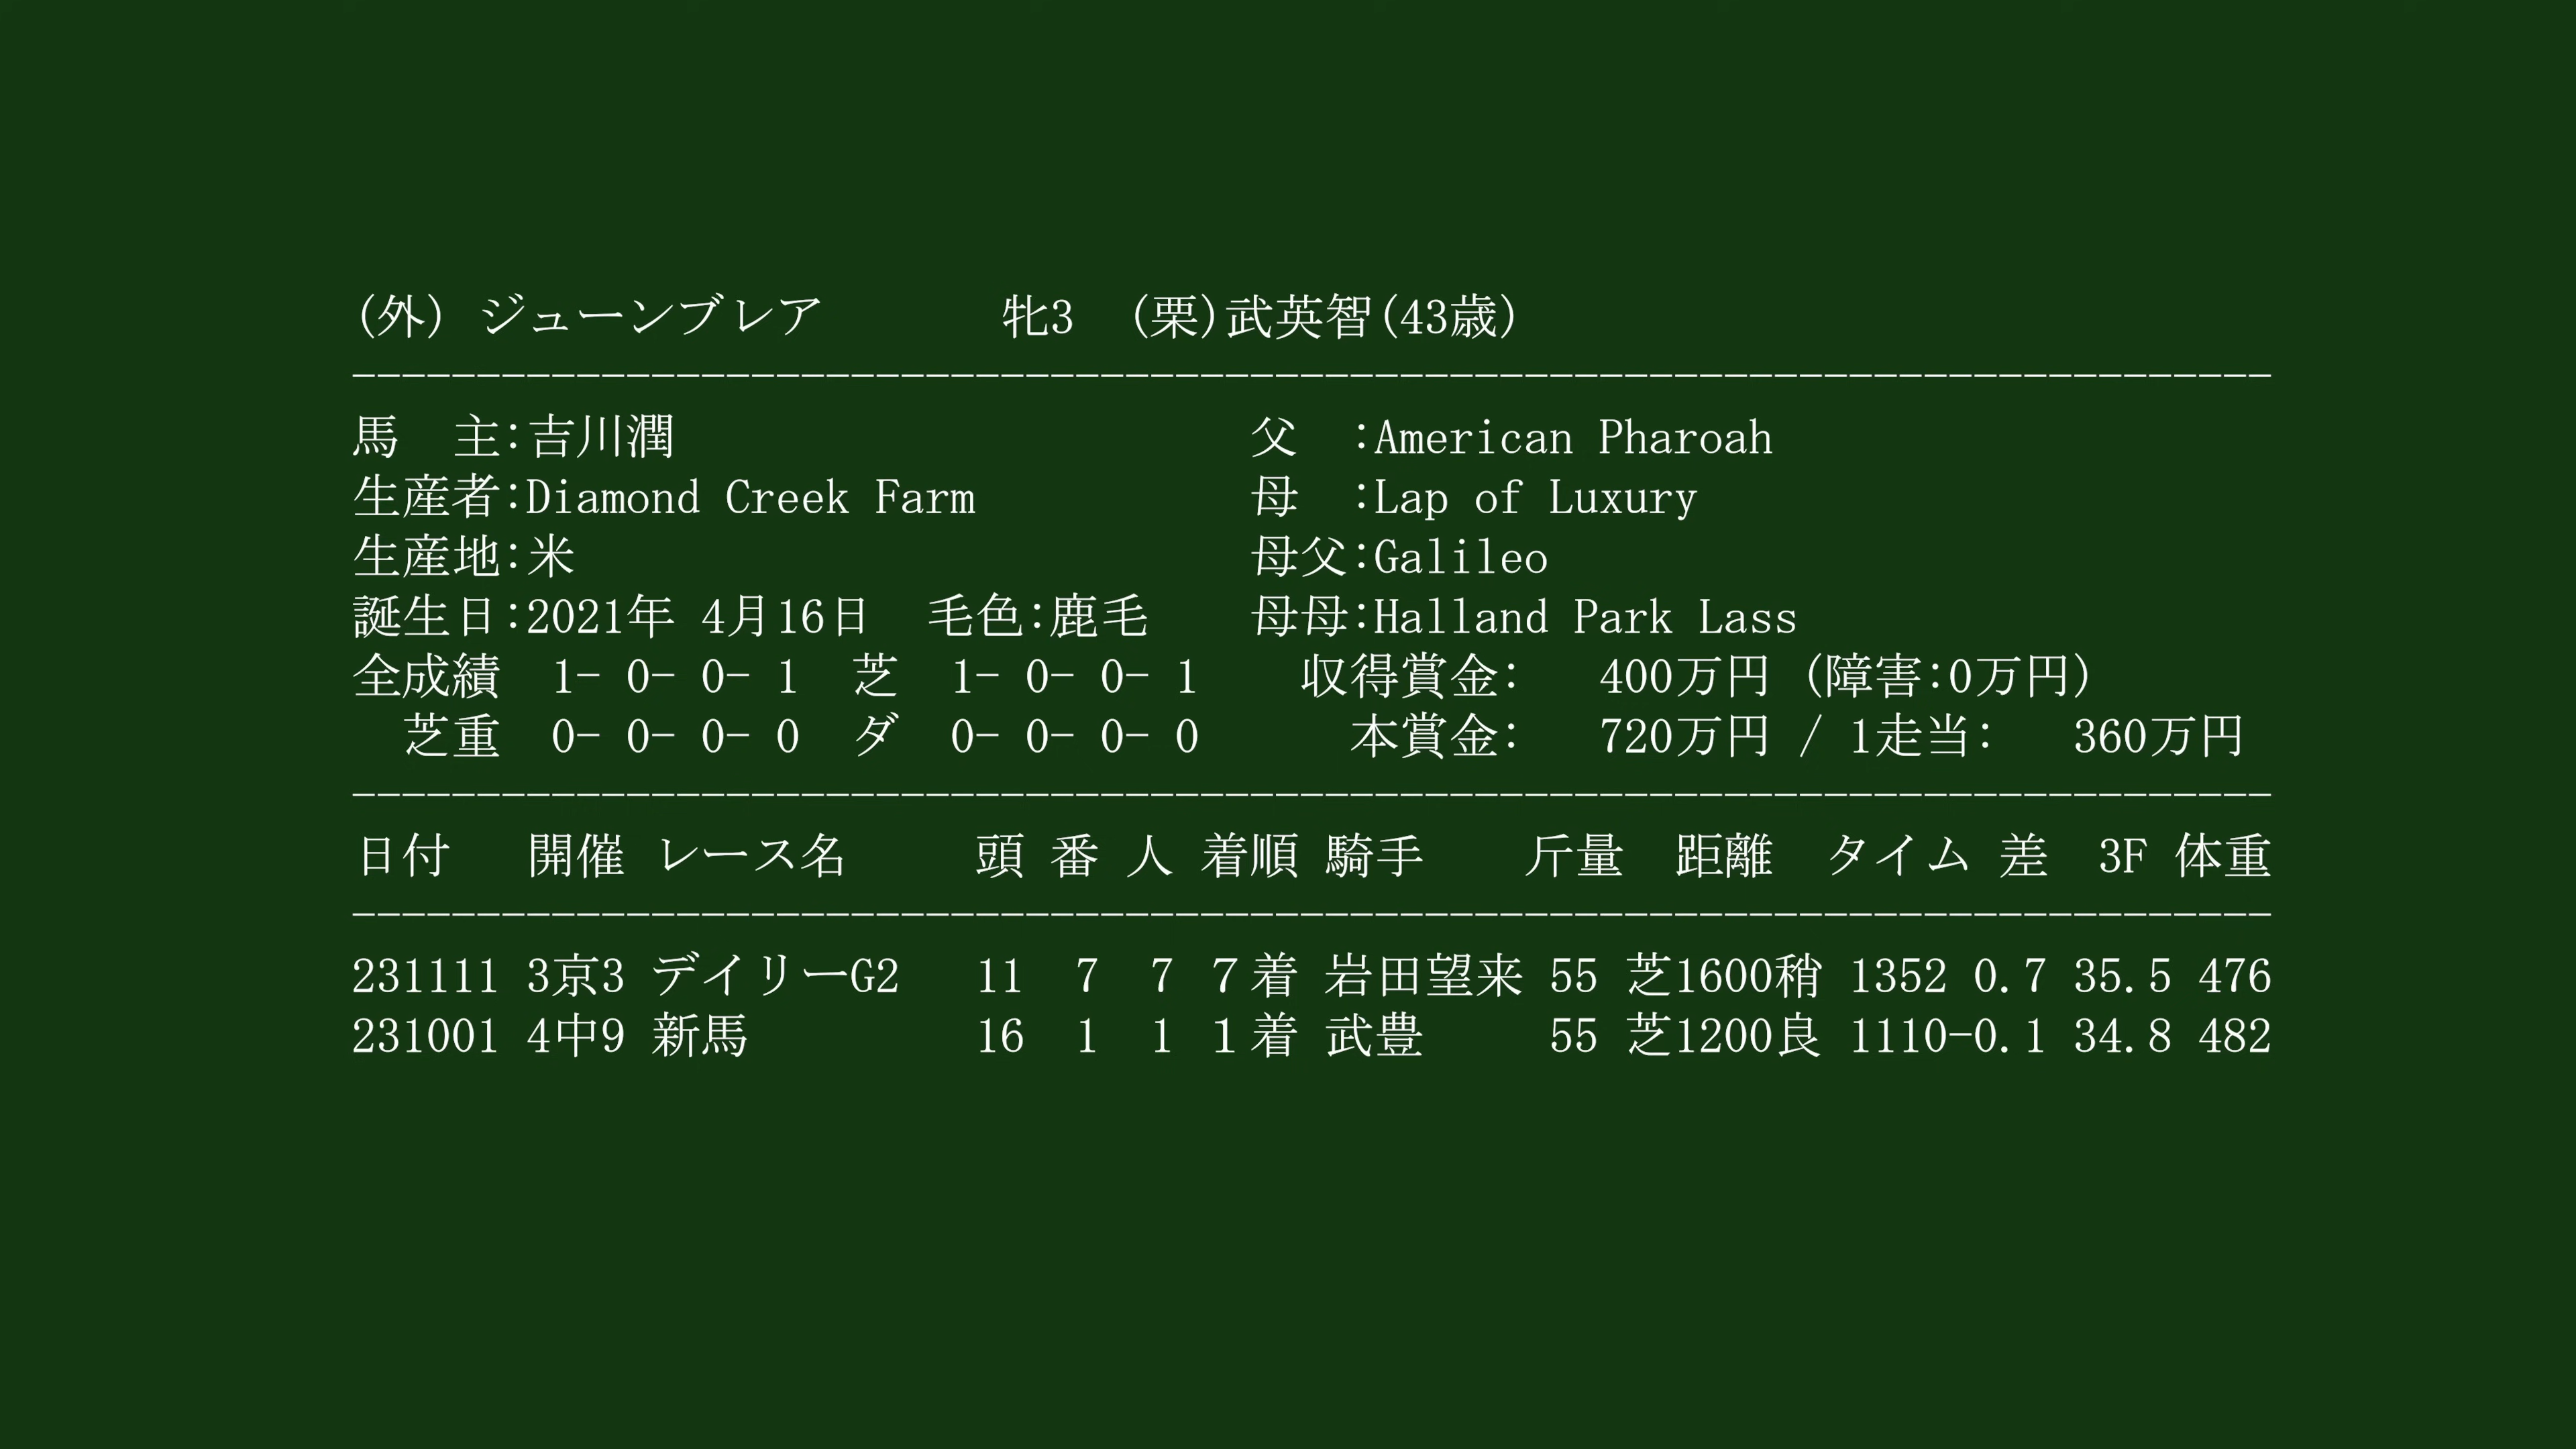 (外) ジューンブレア 牝3 (栗)武英智(43歳)
--------------------------------------------------------------------------------
馬 主:吉川潤 父 :American Pharoah
生産者:Diamond Creek Farm 母 :Lap of Luxury
生産地:米 母父:Galileo
誕生日:2021年 4月16日 毛色:鹿毛 母母:Halland Park Lass
全成績 1- 0- 0- 1 芝 1- 0- 0- 1 収得賞金: 400万円 (障害:0万円)
芝重 0- 0- 0- 0 ダ 0- 0- 0- 0 本賞金: 720万円 / 1走当: 360万円
--------------------------------------------------------------------------------
日付 開催 レース名 頭 番 人 着順 騎手 斤量 距離 タイム 差 3F 体重
--------------------------------------------------------------------------------
231111 3京3 デイリーG2 11 7 7 7着 岩田望来 55 芝1600稍 1352 0.7 35.5 476
231001 4中9 新馬 16 1 1 1着 武豊 55 芝1200良 1110-0.1 34.8 482